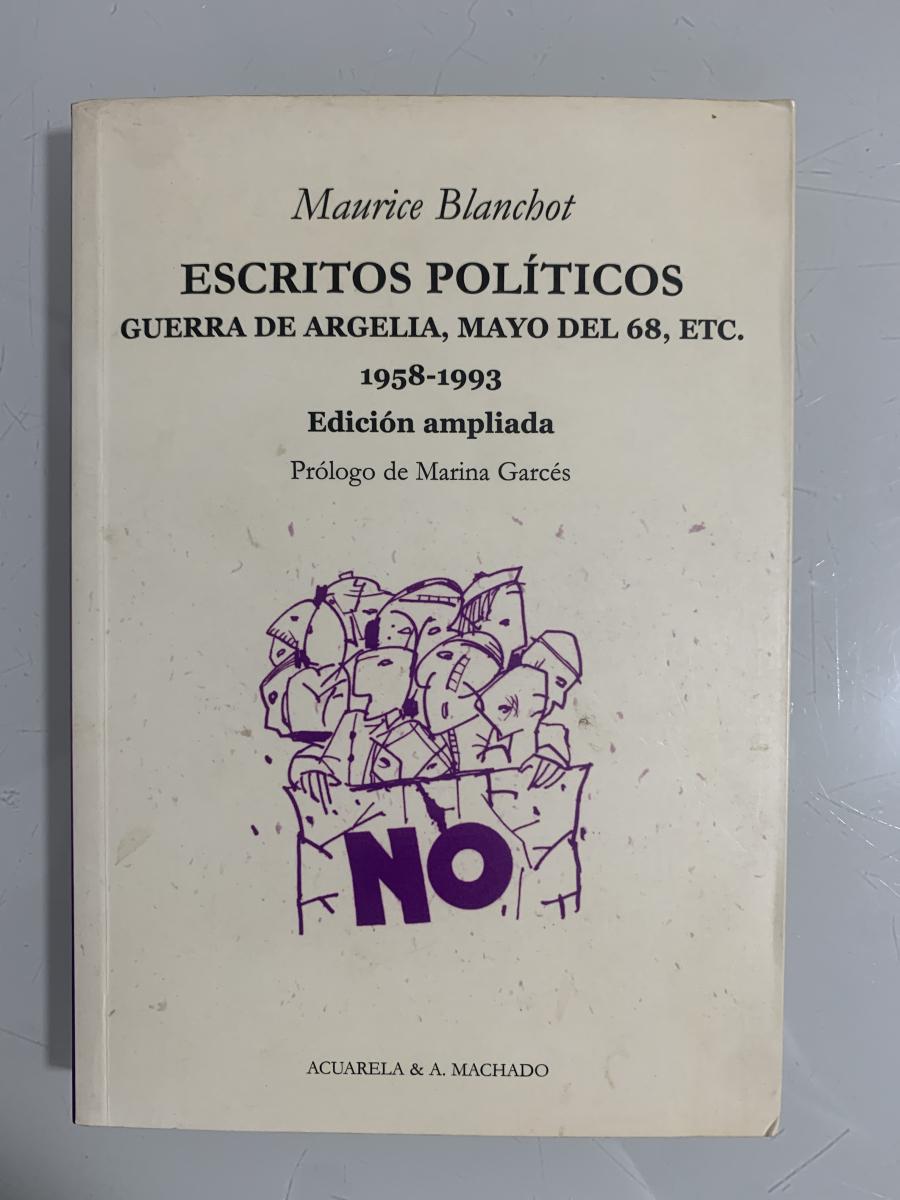 Maurice Blanchot
ESCRITOS POLÍTICOS
GUERRA DE ARGELIA, MAYO DEL 68, ETC.
1958-1993
Edición ampliada
Prólogo de Marina Garcés
NO
ACUARELA & A. MACHADO